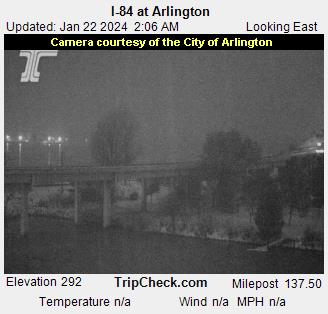 I-84 at Arlington
Updated: Jan 22 2024 2:06 AM Looking East
Camera courtesy of the City of Arlington
Elevation 292 TripCheck.com Milepost 137.50
Temperature n/a Wind n/a MPH n/a